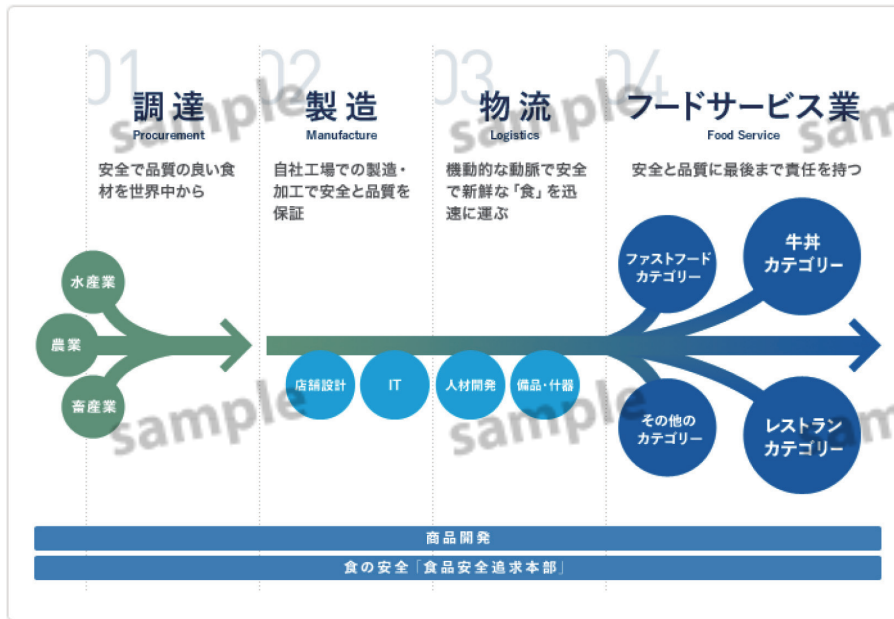 01
02
03
04
調達
Procurement
製造
Manufacture
物流
Logistics
フードサービス業
Food Service
安全で品質の良い食
材を世界中から
自社工場での製造・
加工で安全と品質を
保証
機動的な動脈で安全
で新鮮な「食」を迅
速に運ぶ
安全と品質に最後まで責任を持つ
水産業
農業
畜産業
店舗設計
IT
人材開発
備品・什器
ファストフード
カテゴリー
牛丼
カテゴリー
その他の
カテゴリー
レストラン
カテゴリー
商品開発
食の安全「食品安全追求本部」
sample
sample
sample
sample
sample
sample